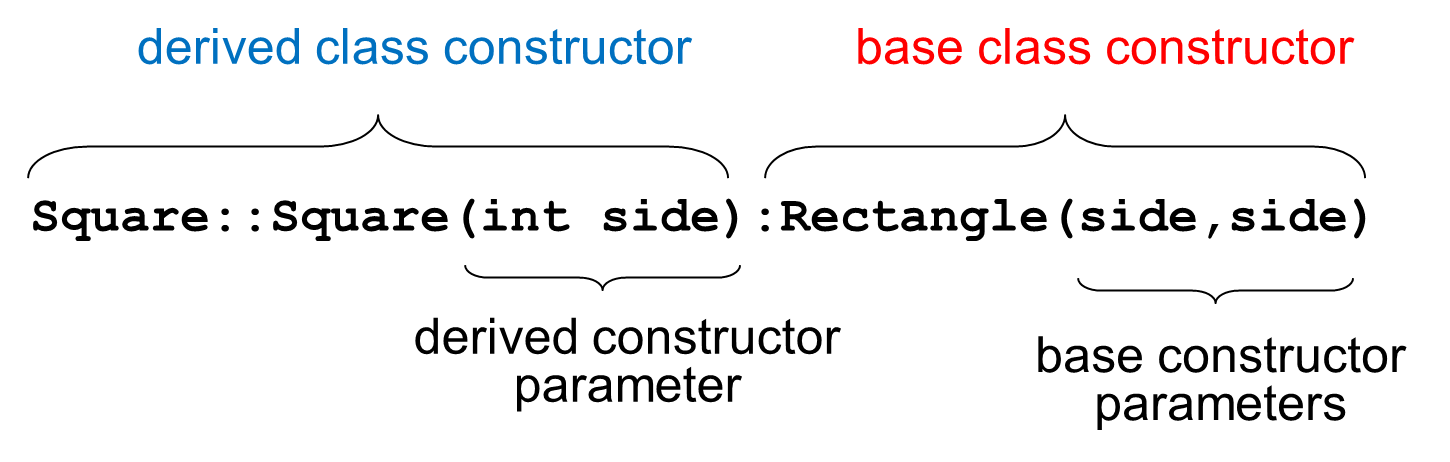 derived class constructor
base class constructor
Square::Square(int side):Rectangle(side,side)
derived constructor
parameter
base constructor
parameters